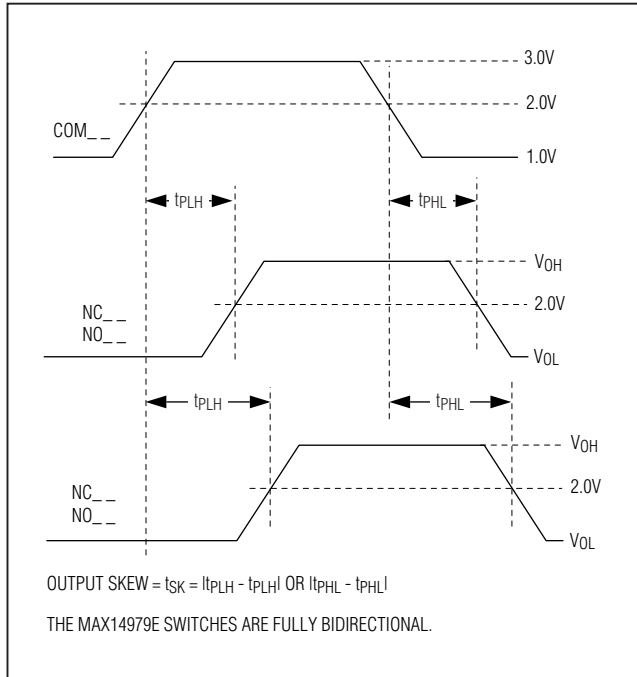 3.0V
2.0V
COM_ _
1.0V
tPLH
tPHL
VOH
NC_ _
2.0V
NO_ _
VOL
tPLH
tPHL
VOH
NC_ _
2.0V
NO_ _
VOL
OUTPUT SKEW = tSK = |tPLH - tPLH| OR |tPHL - tPHL|
THE MAX14979E SWITCHES ARE FULLY BIDIRECTIONAL.